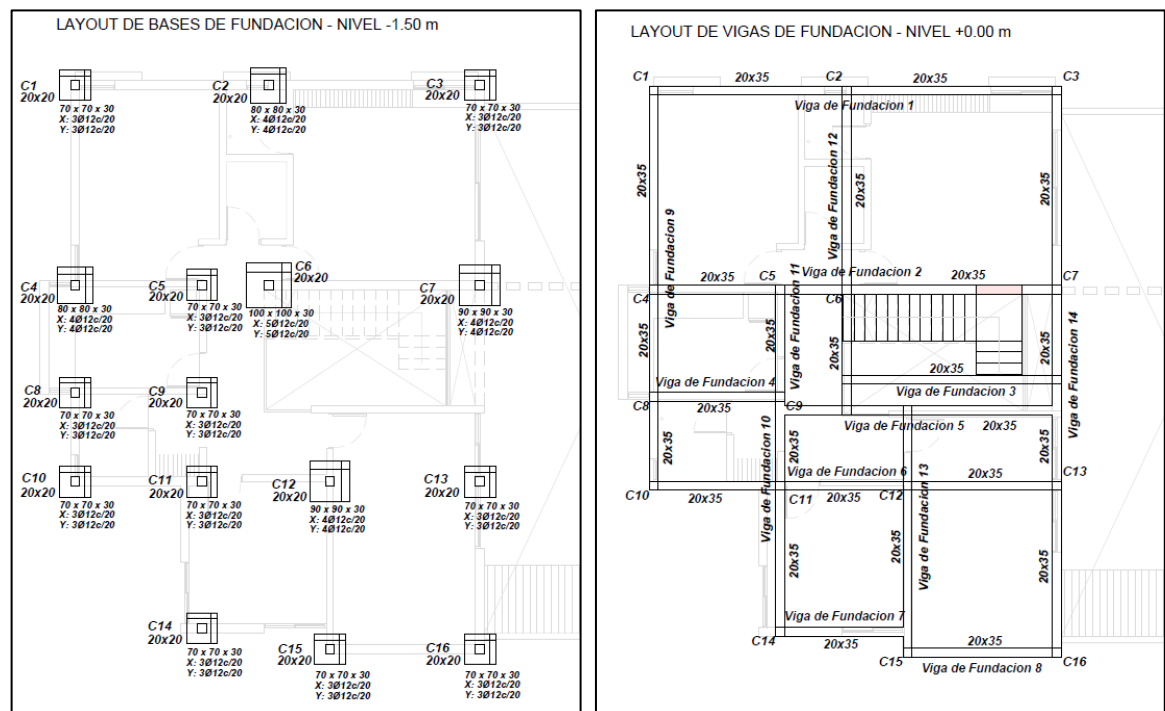 LAYOUT DE BASES DE FUNDACION - NIVEL -1.50 m
C1
20x20
70 x 70 x 30
X: 3Ø12c/20
Y: 3Ø12c/20
C2
20x20
80 x 80 x 30
X: 4Ø12c/20
Y: 4Ø12c/20
C3
20x20
70 x 70 x 30
X: 3Ø12c/20
Y: 3Ø12c/20
C4
20x20
80 x 80 x 30
X: 4Ø12c/20
Y: 4Ø12c/20
C5
20x20
70 x 70 x 30
X: 3Ø12c/20
Y: 3Ø12c/20
C6
20x20
100 x 100 x 30
X: 5Ø12c/20
Y: 5Ø12c/20
C7
20x20
90 x 90 x 30
X: 4Ø12c/20
Y: 4Ø12c/20
C8
20x20
70 x 70 x 30
X: 3Ø12c/20
Y: 3Ø12c/20
C9
20x20
70 x 70 x 30
X: 3Ø12c/20
Y: 3Ø12c/20
C10
20x20
70 x 70 x 30
X: 3Ø12c/20
Y: 3Ø12c/20
C11
20x20
70 x 70 x 30
X: 3Ø12c/20
Y: 3Ø12c/20
C12
20x20
90 x 90 x 30
X: 4Ø12c/20
Y: 4Ø12c/20
C13
20x20
70 x 70 x 30
X: 3Ø12c/20
Y: 3Ø12c/20
C14
20x20
70 x 70 x 30
X: 3Ø12c/20
Y: 3Ø12c/20
C15
20x20
70 x 70 x 30
X: 3Ø12c/20
Y: 3Ø12c/20
C16
20x20
70 x 70 x 30
X: 3Ø12c/20
Y: 3Ø12c/20
LAYOUT DE VIGAS DE FUNDACION - NIVEL +0.00 m
C1
20x35
C2
20x35
C3
Viga de Fundacion 1
20x35
Viga de Fundacion 9
Viga de Fundacion 12
20x35
20x35
20x35
C5
Viga de Fundacion 11
Viga de Fundacion 2
20x35
C7
C4
C6
20x35
20x35
20x35
20x35
20x35
Viga de Fundacion 14
Viga de Fundacion 4
Viga de Fundacion 3
C8
20x35
C9
Viga de Fundacion 5
20x35
20x35
Viga de Fundacion 10
20x35
Viga de Fundacion 6
20x35
20x35
C13
C10
20x35
C11
20x35
C12
Viga de Fundacion 13
20x35
20x35
20x35
Viga de Fundacion 7
C14
20x35
20x35
C15
Viga de Fundacion 8
C16